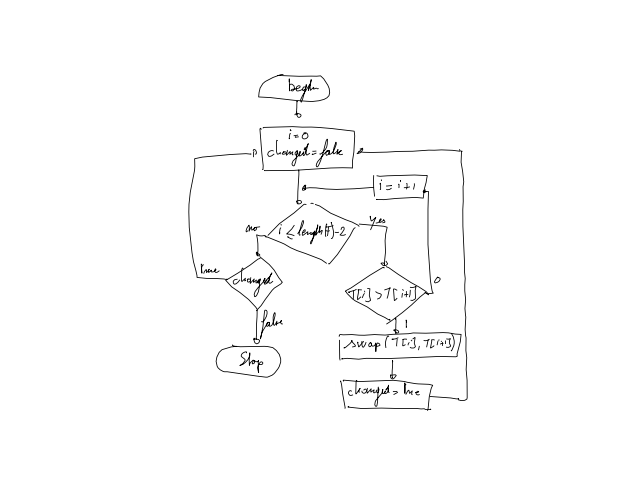 begin
i=0
changed=false
i=i+1
no
yes
i≤length(t)-2
true
changed
T[i]>T[i+1]
0
false
1
Stop
swap(T[i],T[i+1])
changed=true